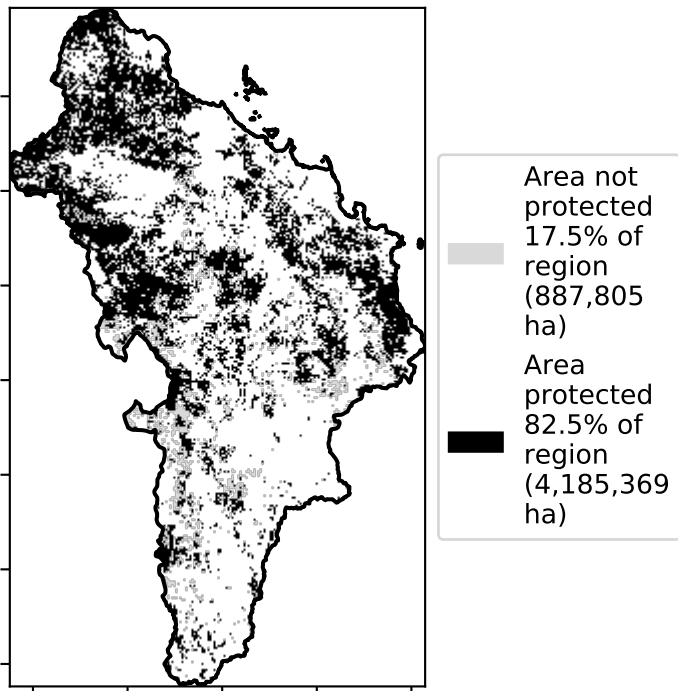 Area not
protected
17.5% of
region
(887,805
ha)
Area
protected
82.5% of
region
(4,185,369
ha)